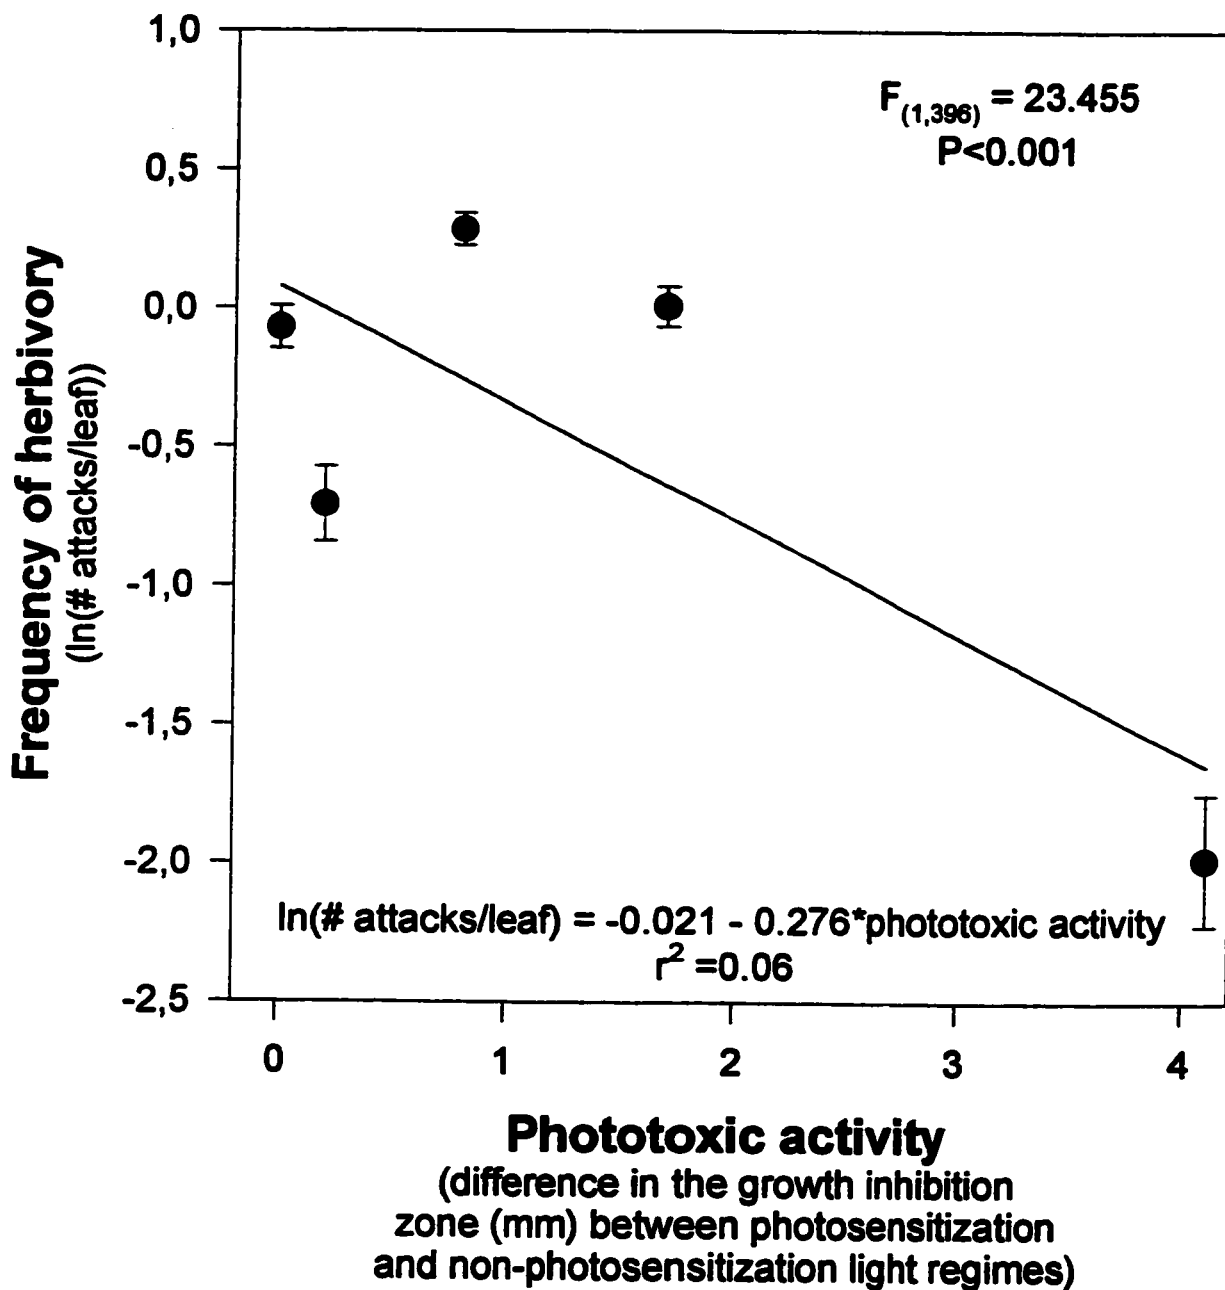 1,0
0,5
0,0
-0,5
-1,0
-1,5
-2,0
-2,5
Frequency of herbivory
(ln(# attacks/leaf))
F(1,396) = 23.455
P<0.001
ln(# attacks/leaf) = -0.021 - 0.276*phototoxic activity
r² =0.06
0 1 2 3 4
Phototoxic activity
(difference in the growth inhibition
zone (mm) between photosensitization
and non-photosensitization light regimes)